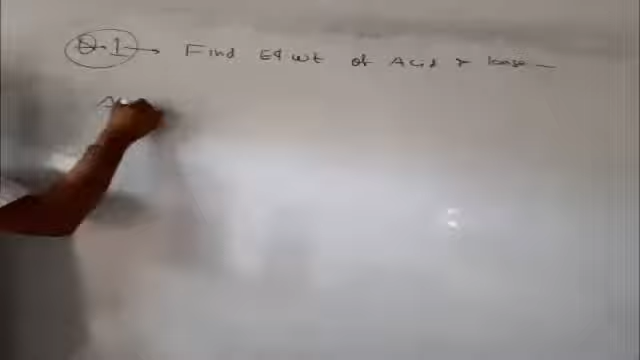 Q.1 → Find Eq wt of Acid & base -
A